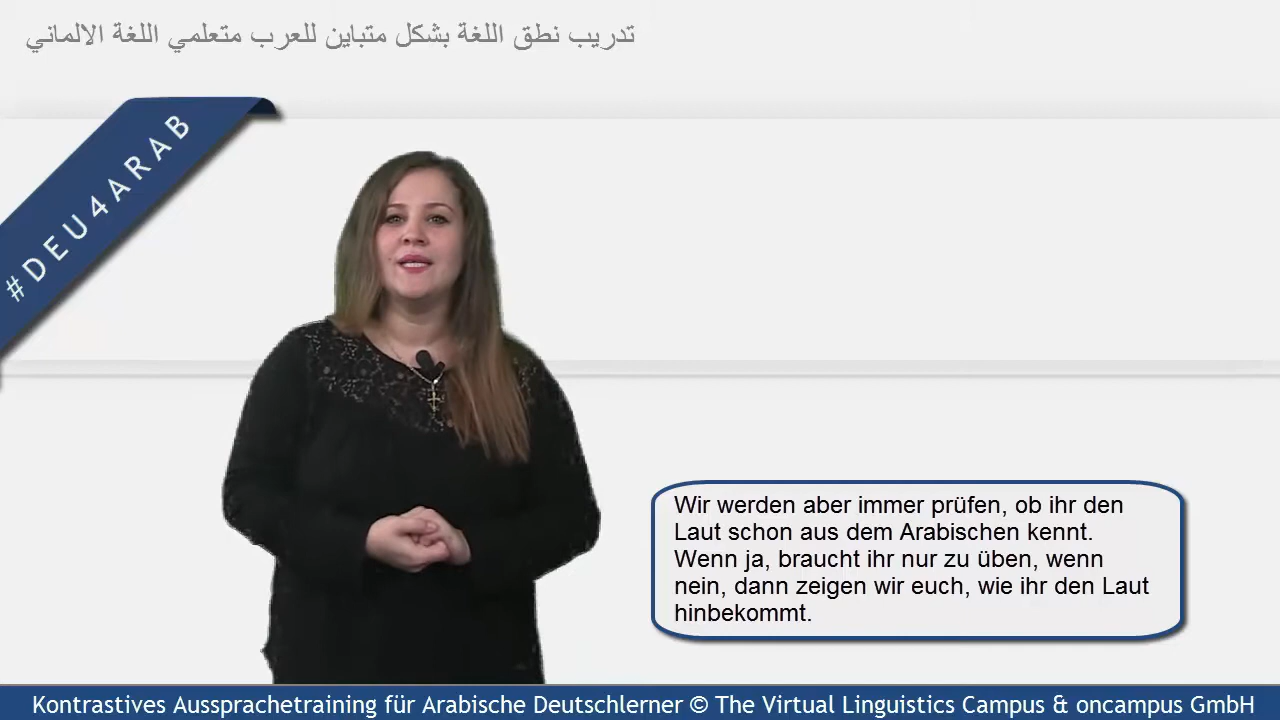 تدريب نطق اللغة بشكل متباين للعرب متعلمي اللغة الالماني
#DEU4ARAB
Wir werden aber immer prüfen, ob ihr den
Laut schon aus dem Arabischen kennt.
Wenn ja, braucht ihr nur zu üben, wenn
nein, dann zeigen wir euch, wie ihr den Laut
hinbekommt.
Kontrastives Aussprachetraining für Arabische Deutschlerner © The Virtual Linguistics Campus & oncampus GmbH